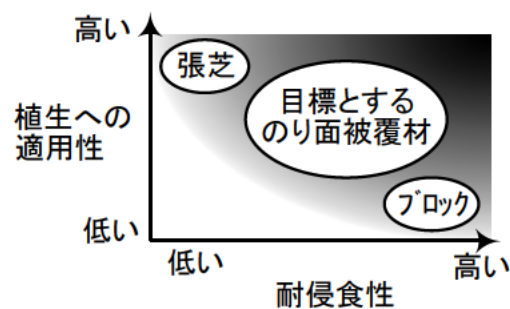 高い
張芝
目標とする
のり面被覆材
植生への
適用性
ブロック
低い
低い
高い
耐侵食性